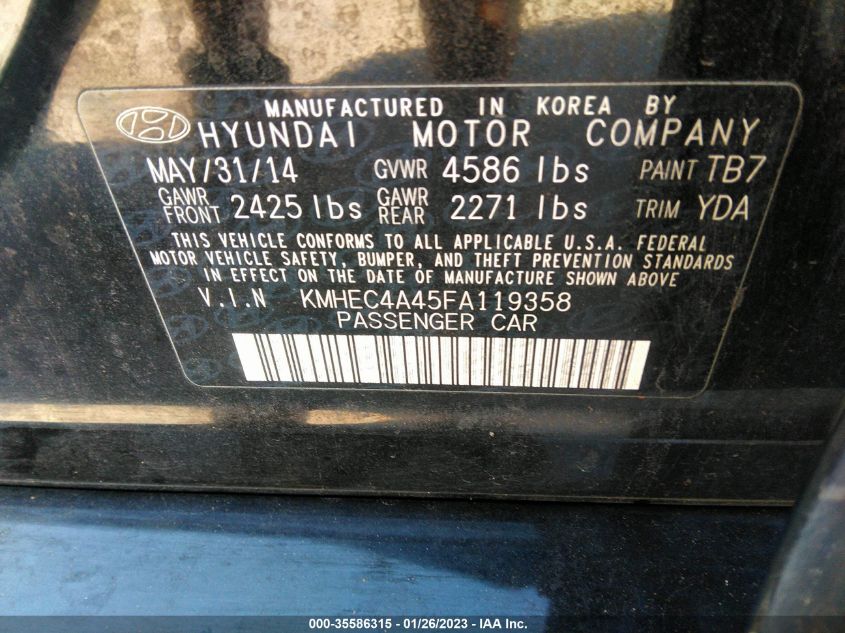 MANUFACTURED IN KOREA BY
HYUNDAI MOTOR COMPANY
MAY/31/14 GVWR 4586 lbs PAINT TB7
GAWR FRONT 2425 lbs GAWR REAR 2271 lbs TRIM YDA
THIS VEHICLE CONFORMS TO ALL APPLICABLE U.S.A. FEDERAL
MOTOR VEHICLE SAFETY, BUMPER, AND THEFT PREVENTION STANDARDS
IN EFFECT ON THE DATE OF MANUFACTURE SHOWN ABOVE
V.I.N KMHEC4A45FA119358
PASSENGER CAR
000-35586315 - 01/26/2023 - IAA Inc.